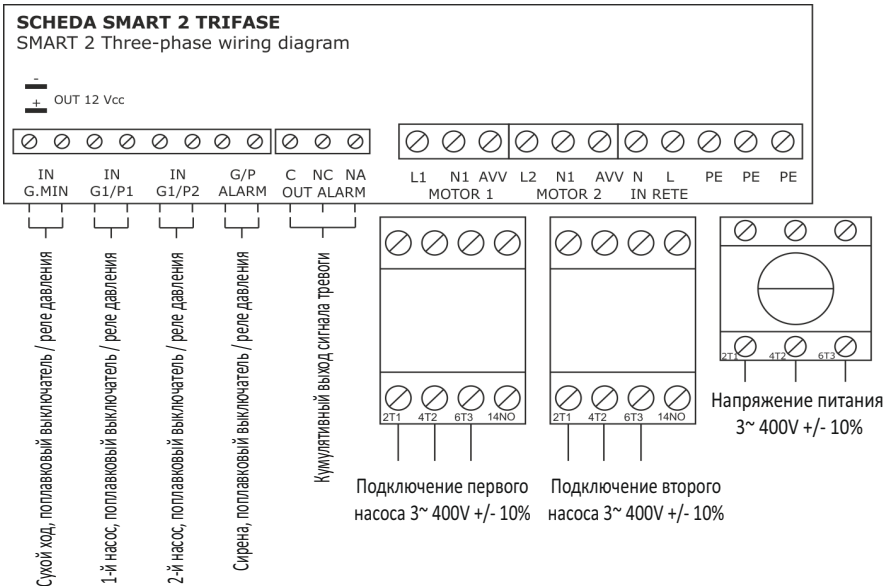 SCHEDA SMART 2 TRIFASE
SMART 2 Three-phase wiring diagram
-
+ OUT 12 Vcc
IN G.MIN
IN G1/P1
IN G1/P2
G/P ALARM
C NC NA
OUT ALARM
L1 N1 AVV
MOTOR 1
L2 N1 AVV
MOTOR 2
N L
IN RETE
PE PE PE
Сухой ход, поплавковый выключатель / реле давления
1-й насос, поплавковый выключатель / реле давления
2-й насос, поплавковый выключатель / реле давления
Сирена, поплавковый выключатель / реле давления
Кумулятивный выход сигнала тревоги
2T1 4T2 6T3 14NO
Подключение первого
насоса 3~ 400V +/- 10%
2T1 4T2 6T3 14NO
Подключение второго
насоса 3~ 400V +/- 10%
2T1 4T2 6T3
Напряжение питания
3~ 400V +/- 10%